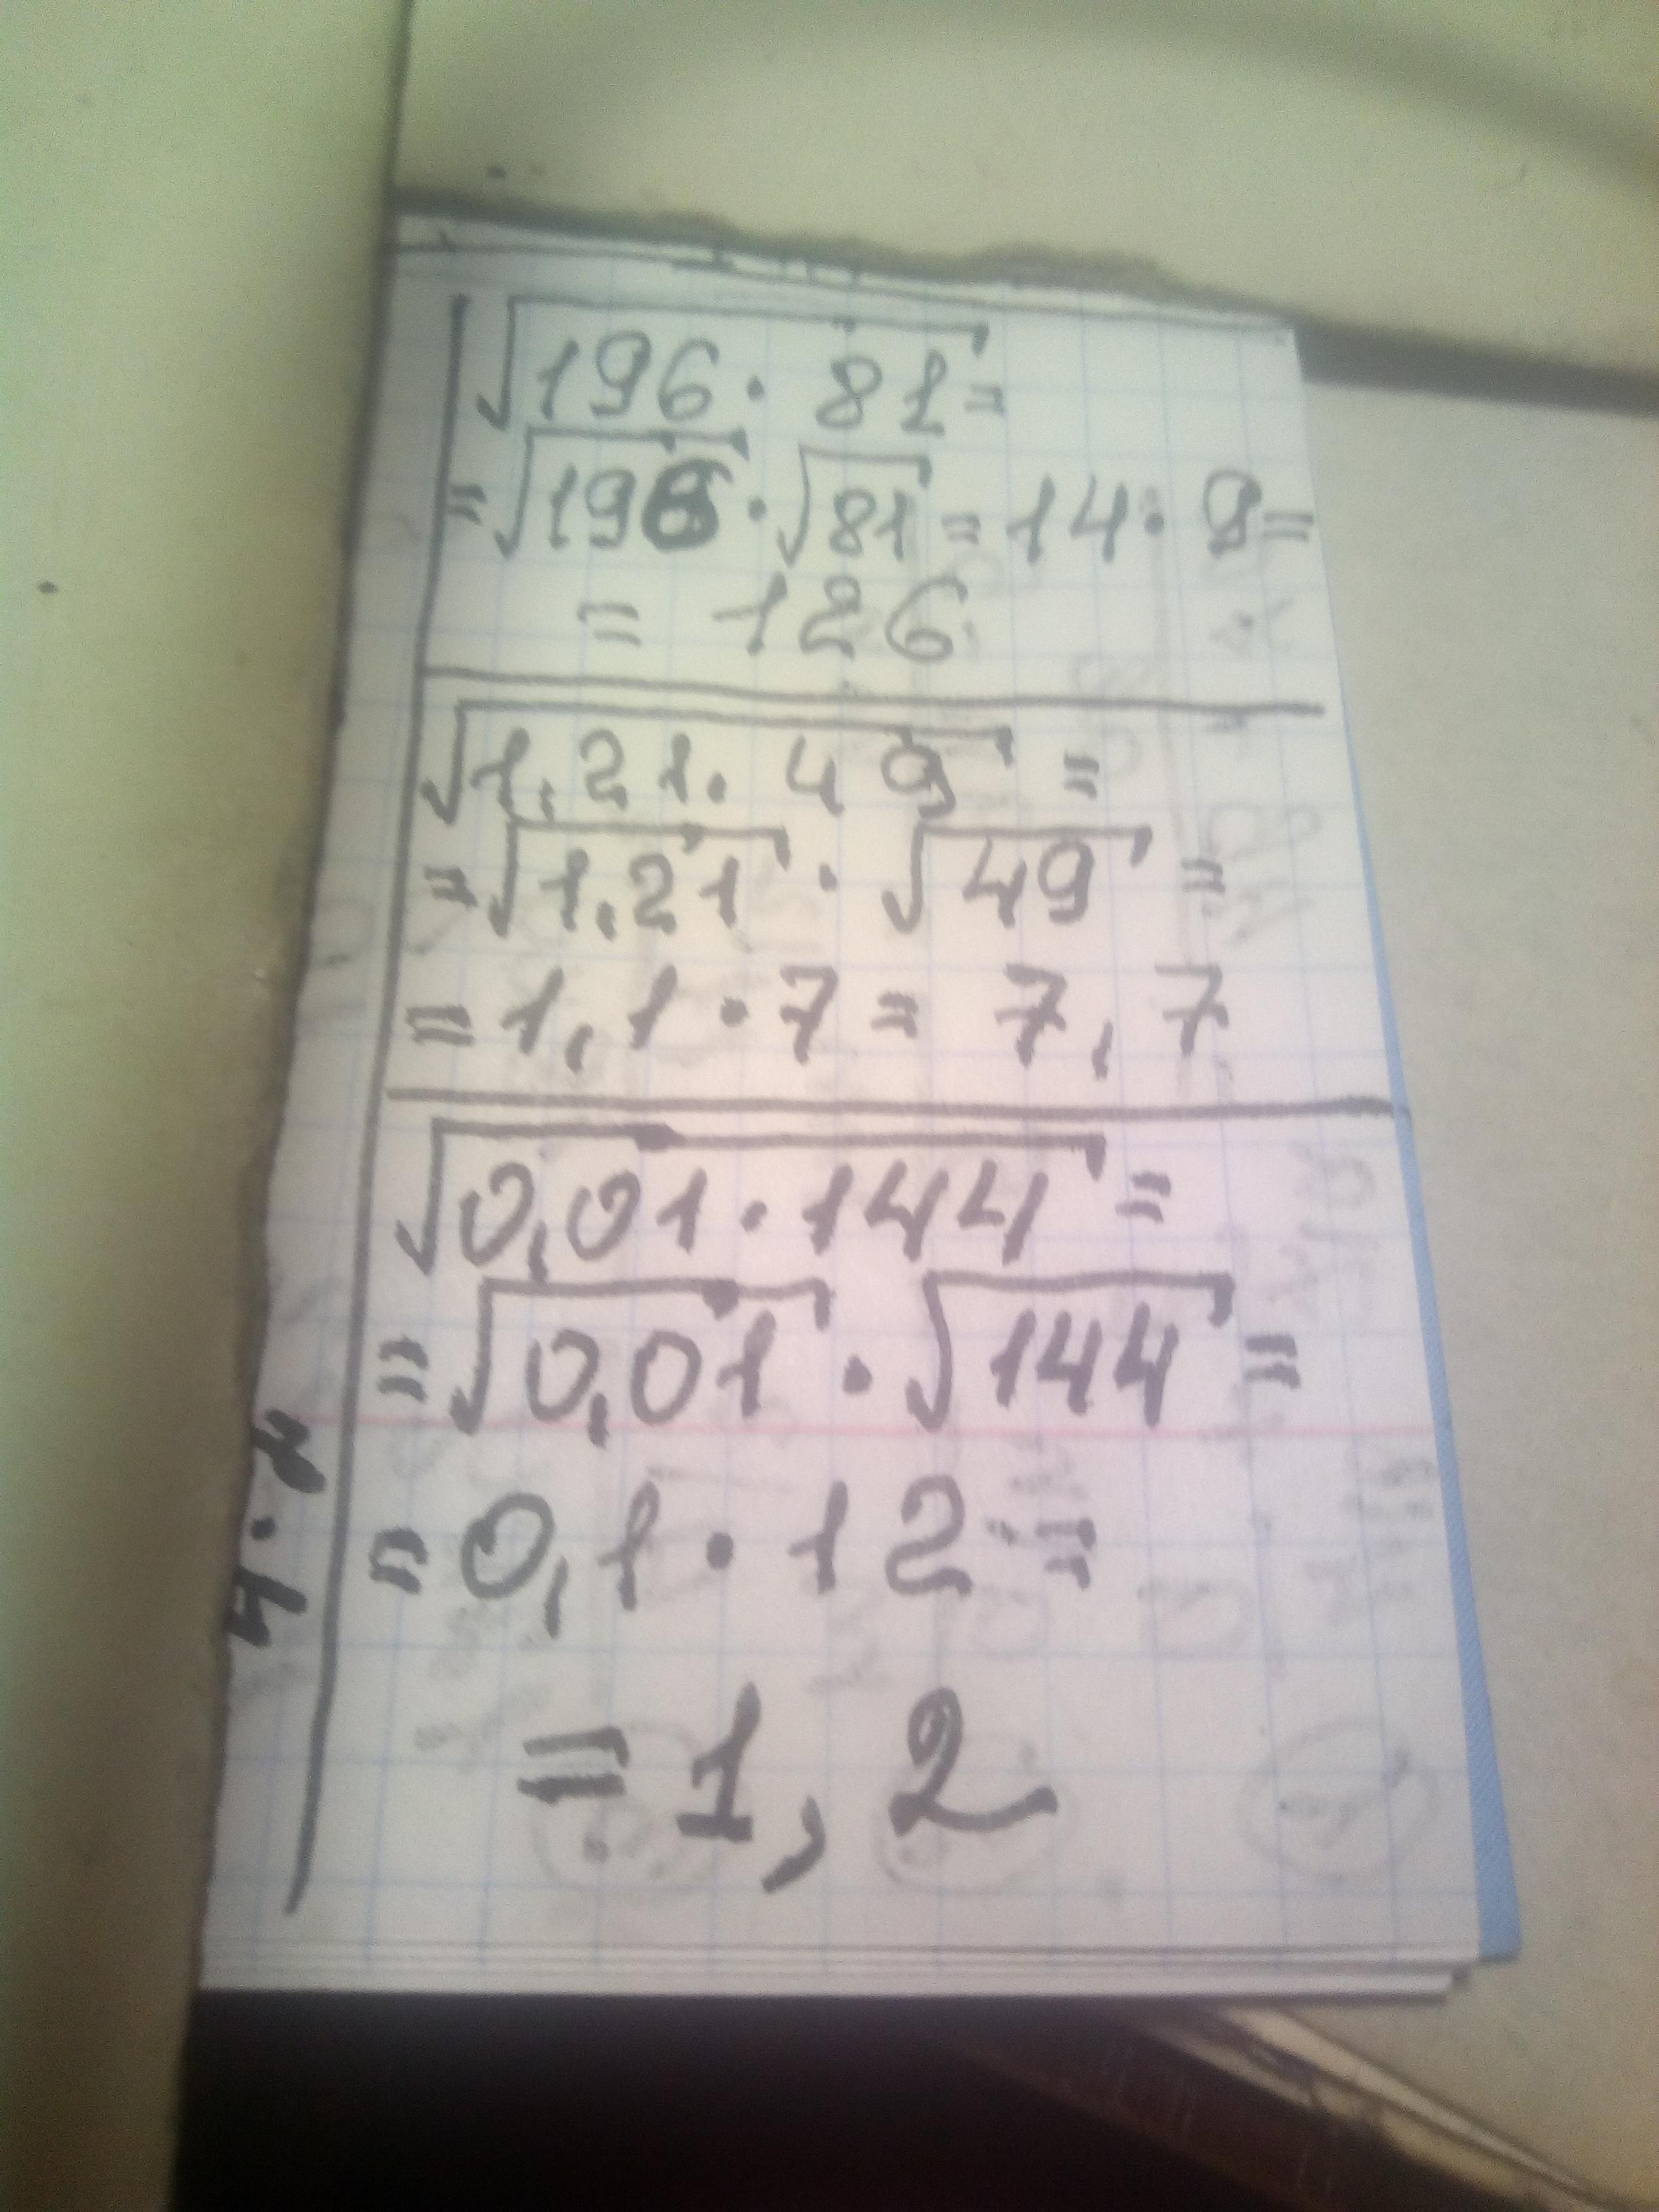 √196 · 81 =
= √196 · √81 = 14 · 9 =
= 126
√1,21 · 49 =
= √1,21 · √49 =
= 1,1 · 7 = 7,7
√0,01 · 144 =
= √0,01 · √144 =
= 0,1 · 12 =
= 1,2